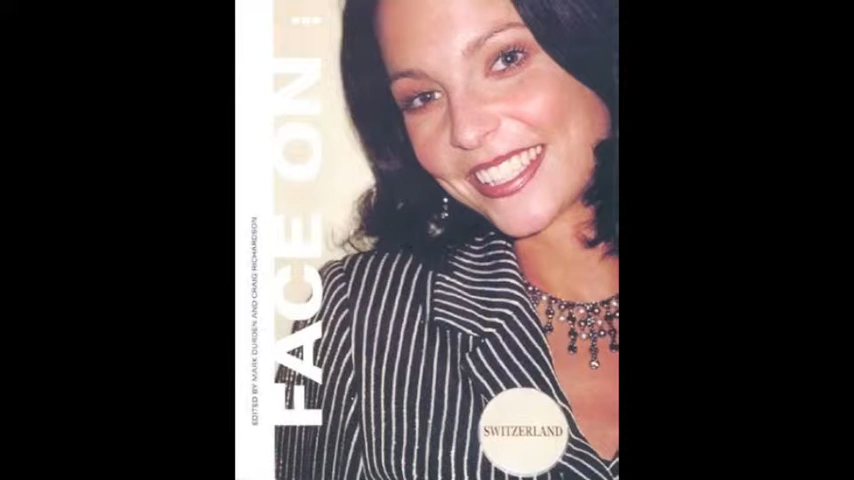 FACE ON :
EDITED BY MARK DURDEN AND CRAIG RICHARDSON
SWITZERLAND